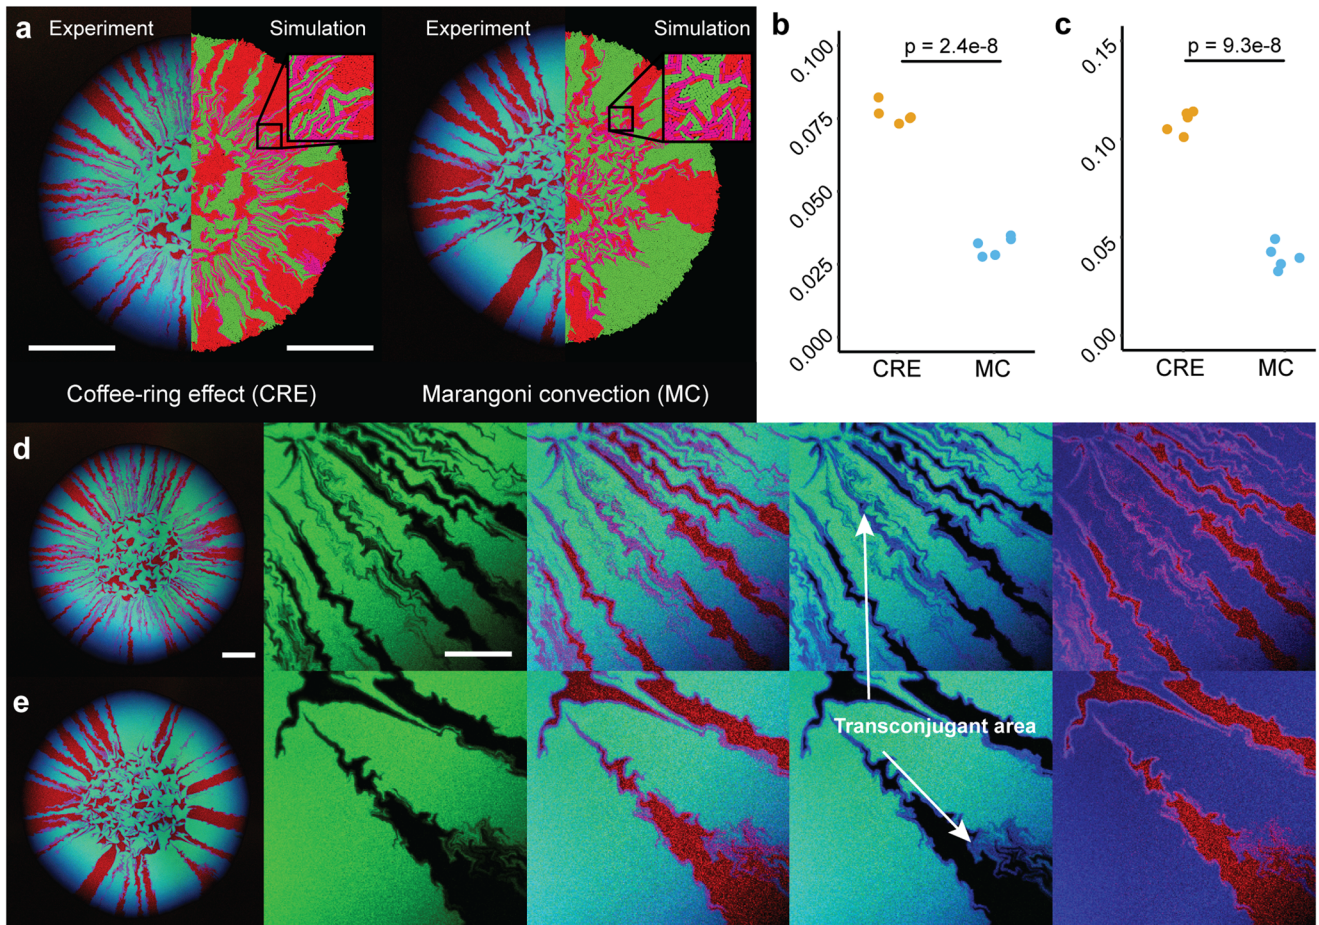 a
Experiment
Simulation
Experiment
Simulation
Coffee-ring effect (CRE)
Marangoni convection (MC)
b
p = 2.4e-8
0.100
0.075
0.050
0.025
0.000
CRE
MC
c
p = 9.3e-8
0.15
0.10
0.05
0.00
CRE
MC
d
e
Transconjugant area